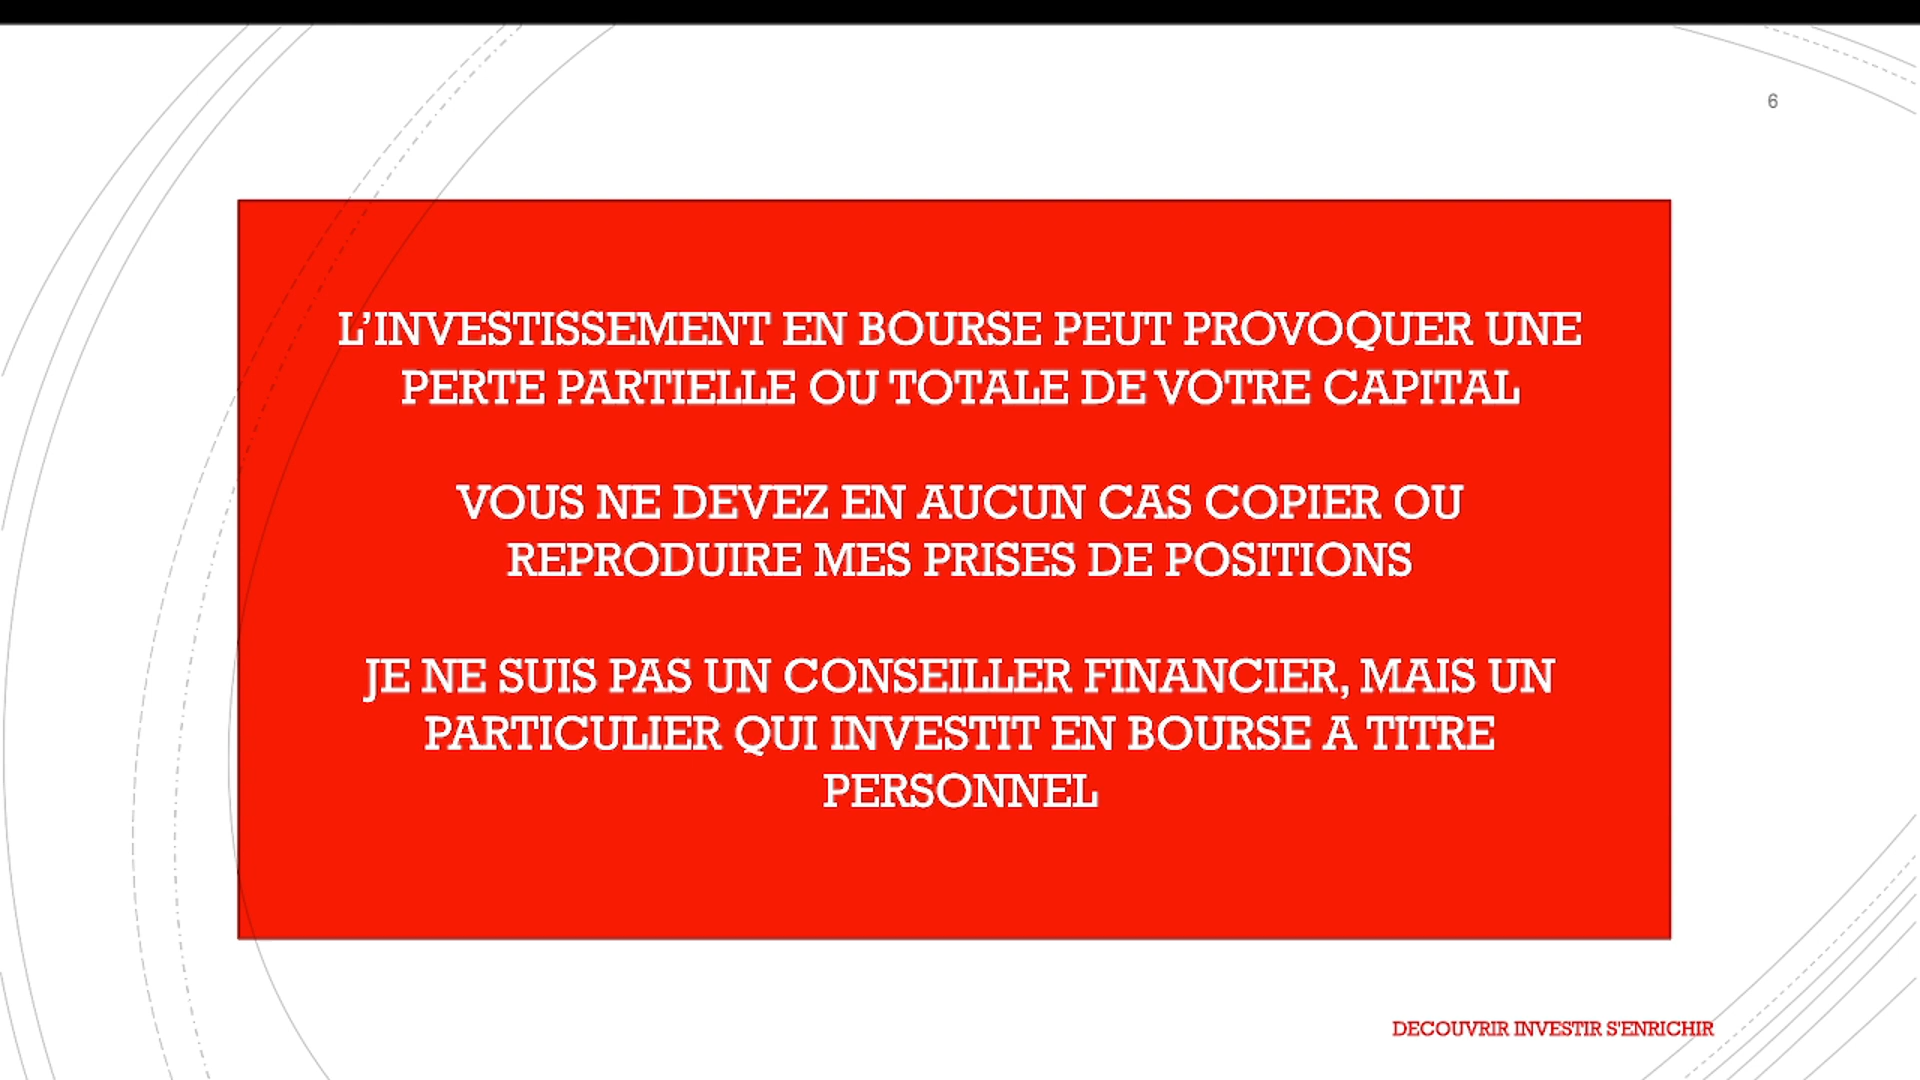 6
L’INVESTISSEMENT EN BOURSE PEUT PROVOQUER UNE
PERTE PARTIELLE OU TOTALE DE VOTRE CAPITAL
VOUS NE DEVEZ EN AUCUN CAS COPIER OU
REPRODUIRE MES PRISES DE POSITIONS
JE NE SUIS PAS UN CONSEILLER FINANCIER, MAIS UN
PARTICULIER QUI INVESTIT EN BOURSE A TITRE
PERSONNEL
DECOUVRIR INVESTIR S'ENRICHIR